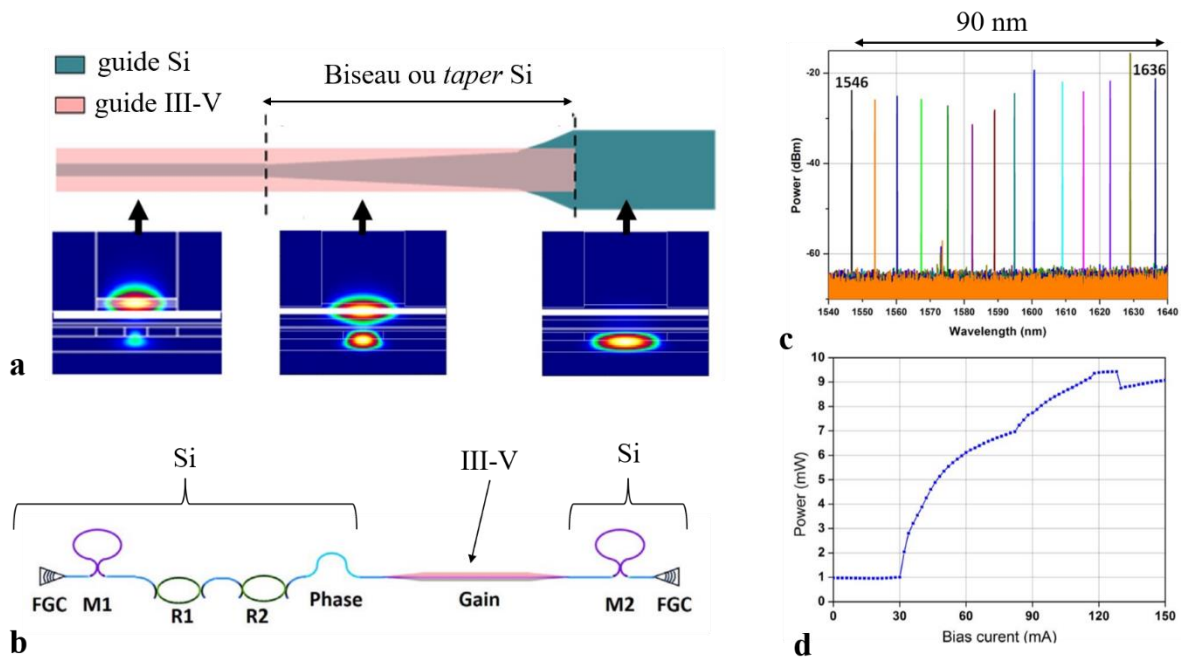 guide Si
guide III-V
Biseau ou taper Si
a
Si
III-V
Si
FGC
M1
R1
R2
Phase
Gain
M2
FGC
b
90 nm
1546
1636
Power (dBm)
-20
-40
-60
1540 1550 1560 1570 1580 1590 1600 1610 1620 1630 1640
Wavelength (nm)
c
Power (mW)
10
9
8
7
6
5
4
3
2
1
0
0 30 60 90 120 150
Bias curent (mA)
d